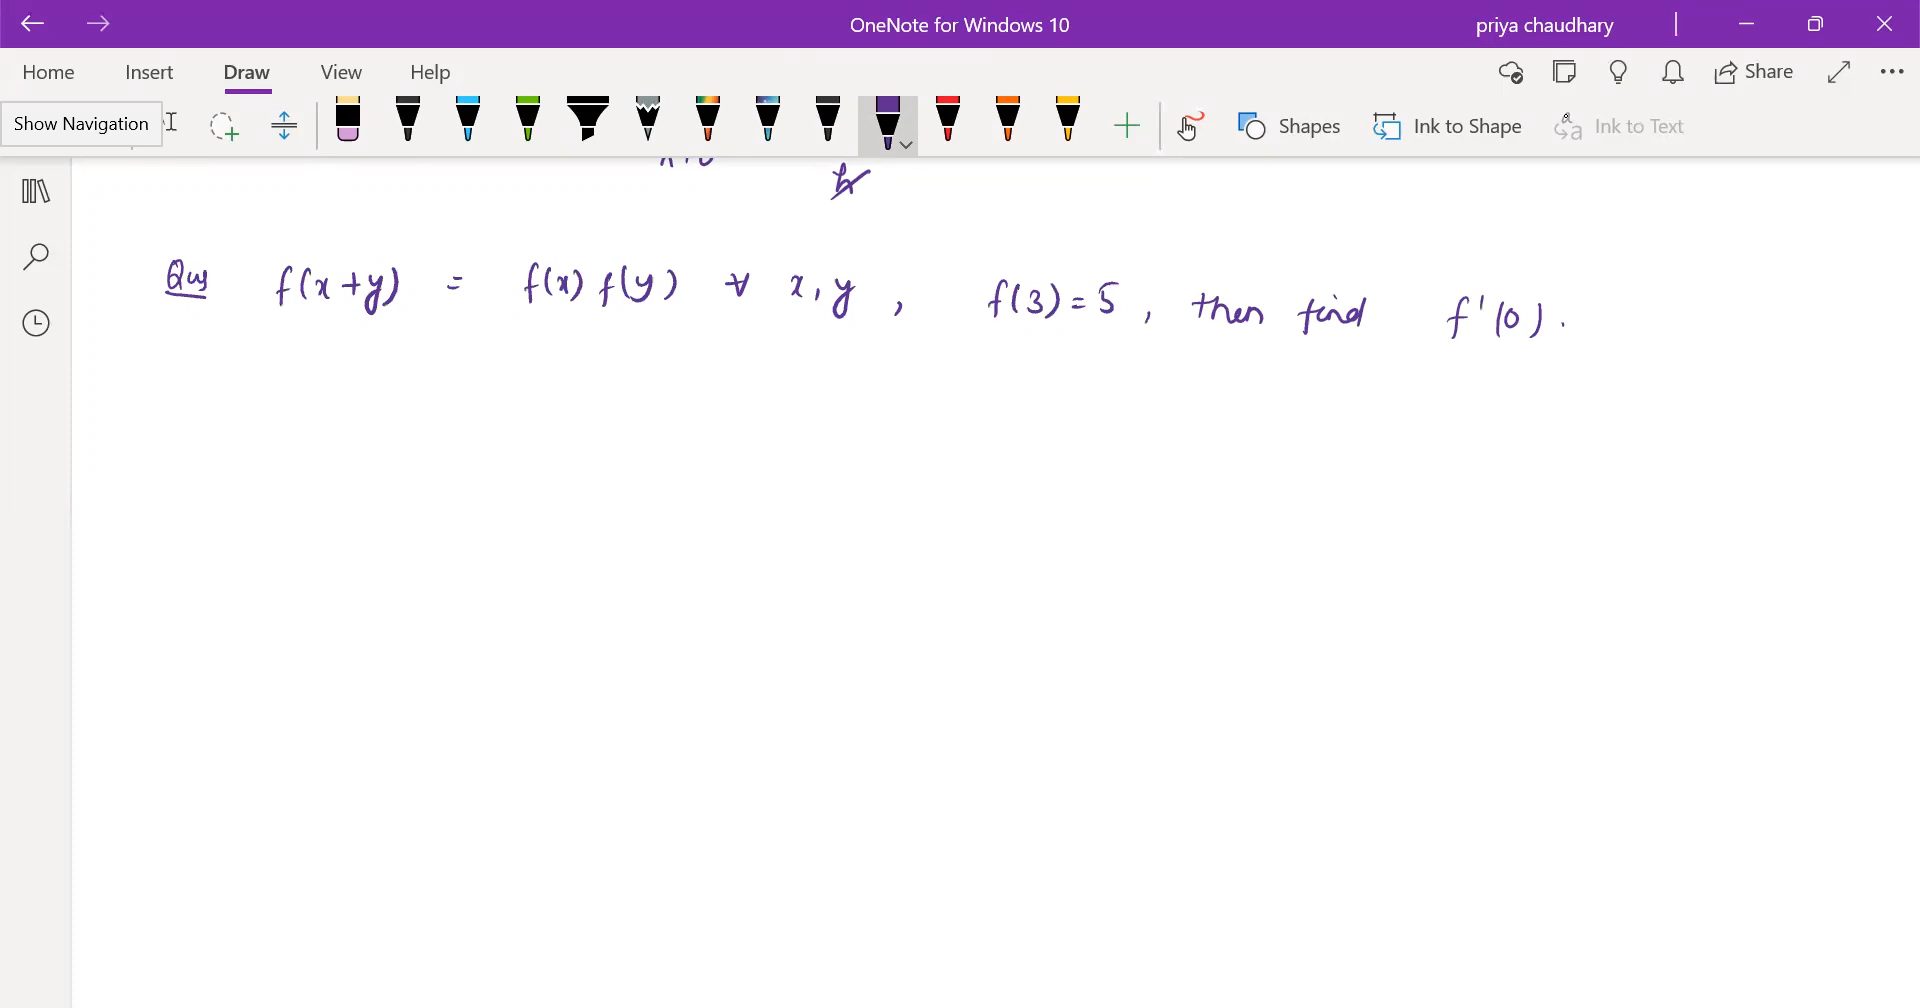 OneNote for Windows 10
priya chaudhary
Home Insert Draw View Help
Share
Show Navigation
Shapes Ink to Shape Ink to Text
h
Ques f(x+y) = f(x) f(y) ∀ x, y , f(3) = 5 , then find f'(0).